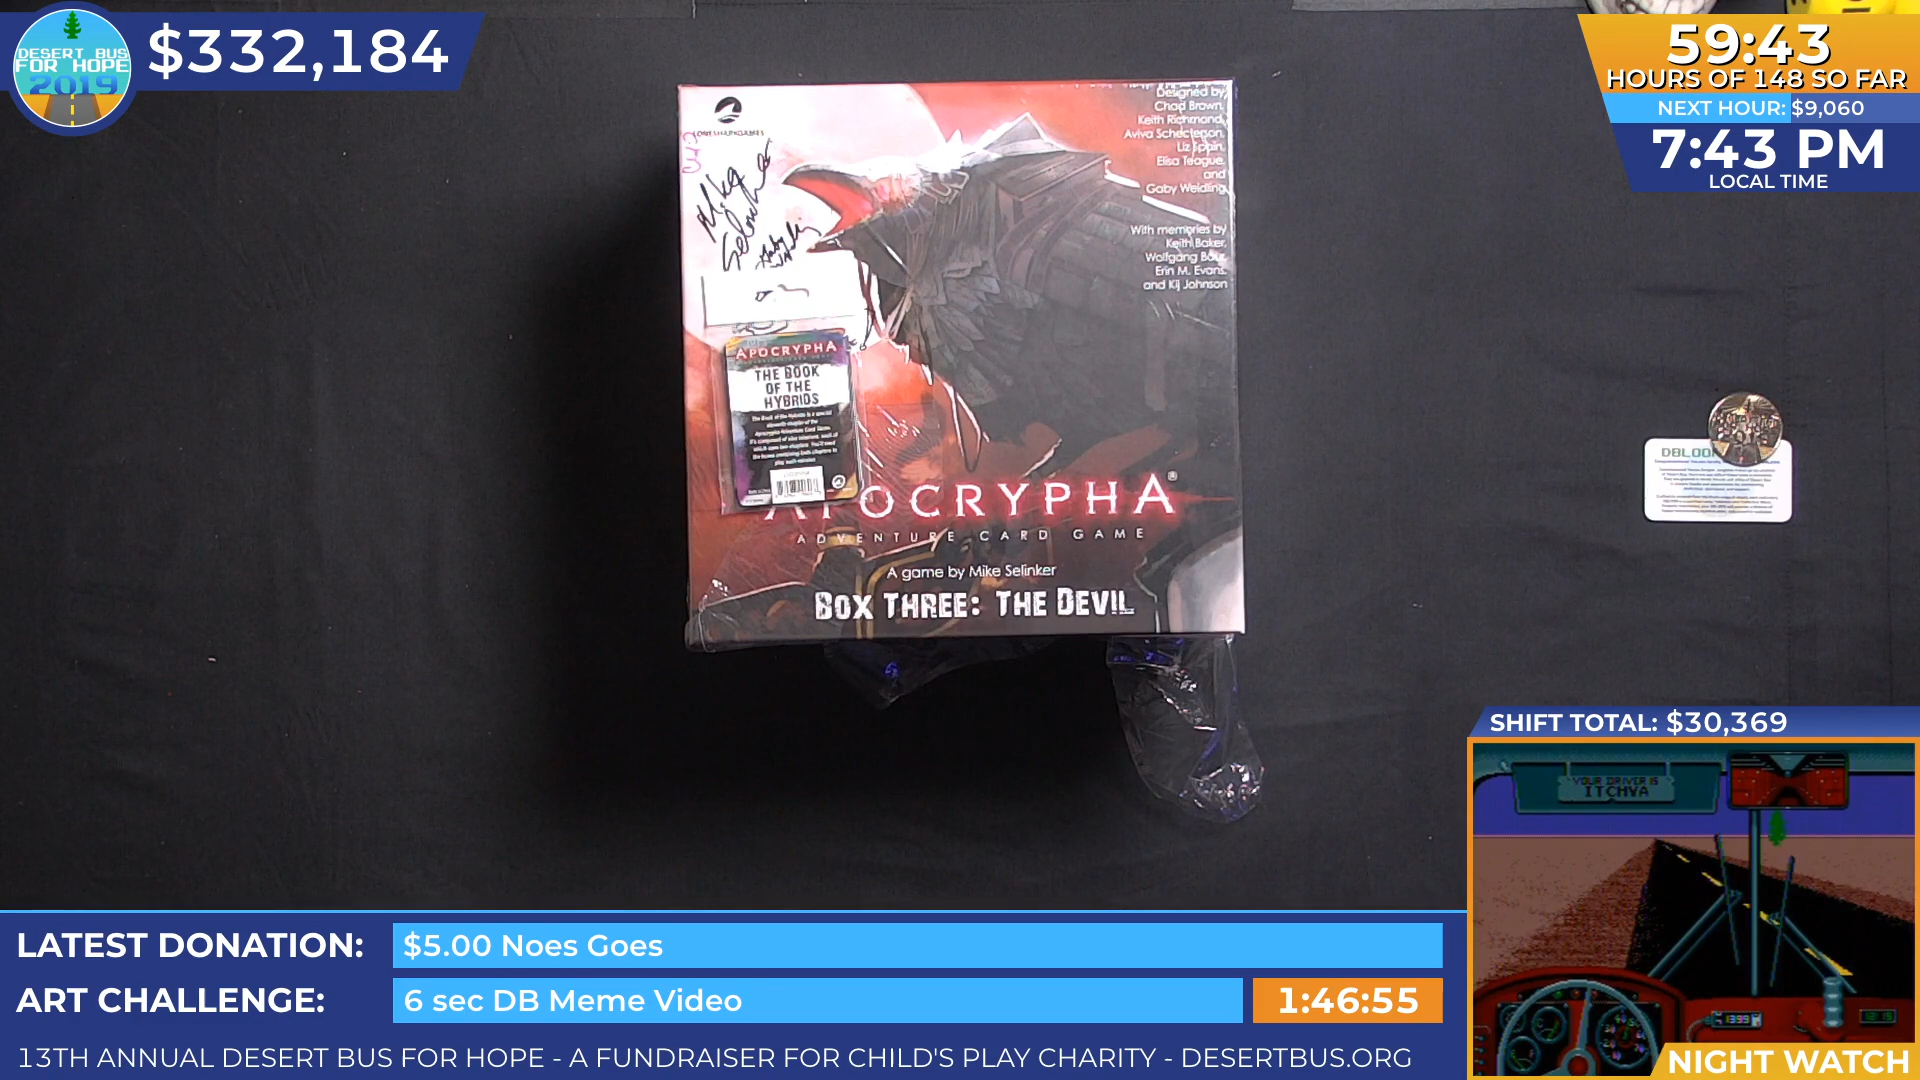 DESERT BUS
FOR HOPE
2019
$332,184
59:43
HOURS OF 148 SO FAR
NEXT HOUR: $9,060
7:43 PM
LOCAL TIME
LONESHARKGAMES
Designed by
Chad Brown,
Keith Richmond,
Aviva Schecterson,
Liz Spain,
Elisa Teague,
and
Gaby Weidling
With memories by
Keith Baker,
Wolfgang Baur,
Erin M. Evans,
and Kij Johnson
Mike
Selinker
APOCRYPHA
THE BOOK
OF THE
HYBRIDS
APOCRYPHA
ADVENTURE CARD GAME
A game by Mike Selinker
BOX THREE: THE DEVIL
SHIFT TOTAL: $30,369
YOUR DRIVER IS
ITCHVA
NIGHT WATCH
LATEST DONATION: $5.00 Noes Goes
ART CHALLENGE: 6 sec DB Meme Video 1:46:55
13TH ANNUAL DESERT BUS FOR HOPE - A FUNDRAISER FOR CHILD'S PLAY CHARITY - DESERTBUS.ORG